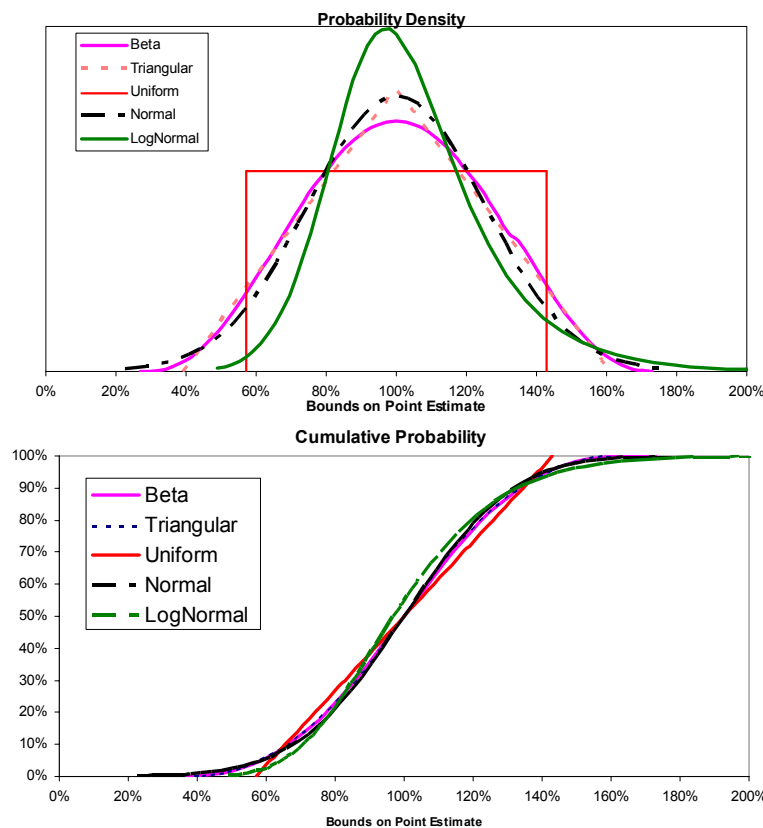 Probability Density
Beta
Triangular
Uniform
Normal
LogNormal
0% 20% 40% 60% 80% 100% 120% 140% 160% 180% 200%
Bounds on Point Estimate
Cumulative Probability
100%
90%
80%
70%
60%
50%
40%
30%
20%
10%
0%
Beta
Triangular
Uniform
Normal
LogNormal
0% 20% 40% 60% 80% 100% 120% 140% 160% 180% 200%
Bounds on Point Estimate